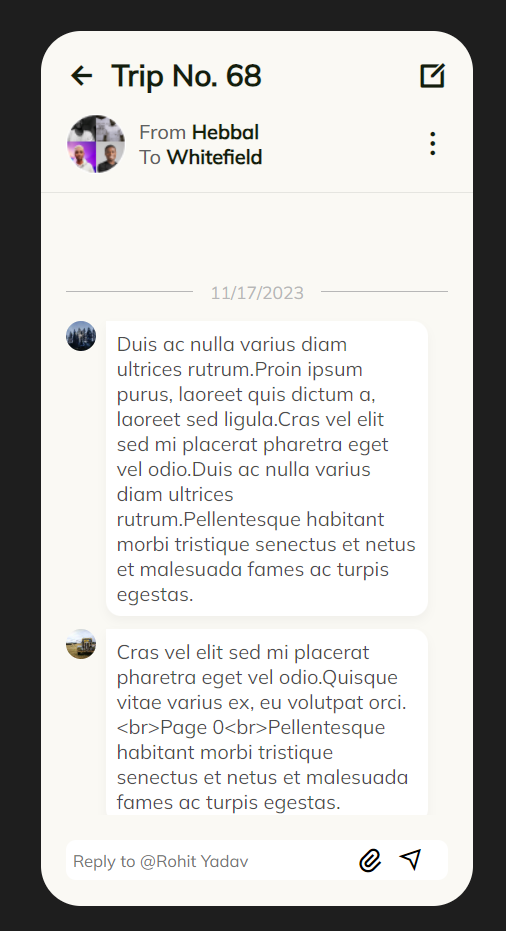 Trip No. 68
From Hebbal
To Whitefield
11/17/2023
Duis ac nulla varius diam
ultrices rutrum.Proin ipsum
purus, laoreet quis dictum a,
laoreet sed ligula.Cras vel elit
sed mi placerat pharetra eget
vel odio.Duis ac nulla varius
diam ultrices
rutrum.Pellentesque habitant
morbi tristique senectus et netus
et malesuada fames ac turpis
egestas.
Cras vel elit sed mi placerat
pharetra eget vel odio.Quisque
vitae varius ex, eu volutpat orci.
<br>Page 0<br>Pellentesque
habitant morbi tristique
senectus et netus et malesuada
fames ac turpis egestas.
Reply to @Rohit Yadav